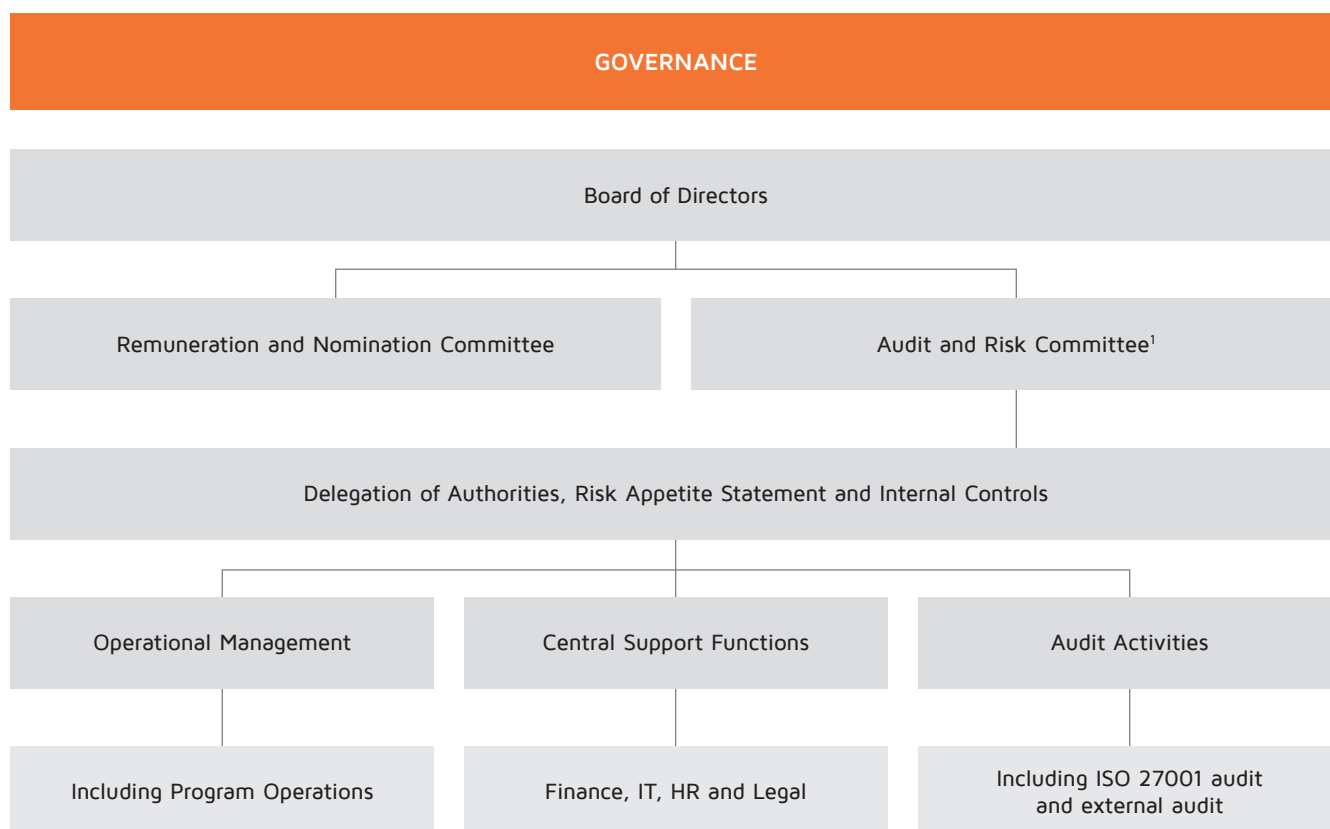 GOVERNANCE
Board of Directors
Remuneration and Nomination Committee
Audit and Risk Committee¹
Delegation of Authorities, Risk Appetite Statement and Internal Controls
Operational Management
Central Support Functions
Audit Activities
Including Program Operations
Finance, IT, HR and Legal
Including ISO 27001 audit
and external audit